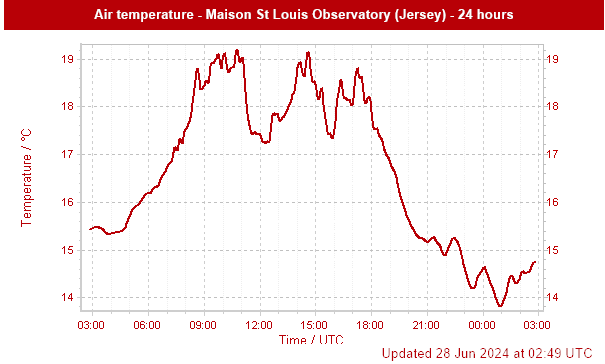 Air temperature - Maison St Louis Observatory (Jersey) - 24 hours
19 19
18 18
17 17
16 16
15 15
14 14
Temperature / °C
03:00 06:00 09:00 12:00 15:00 18:00 21:00 00:00 03:00
Time / UTC
Updated 28 Jun 2024 at 02:49 UTC